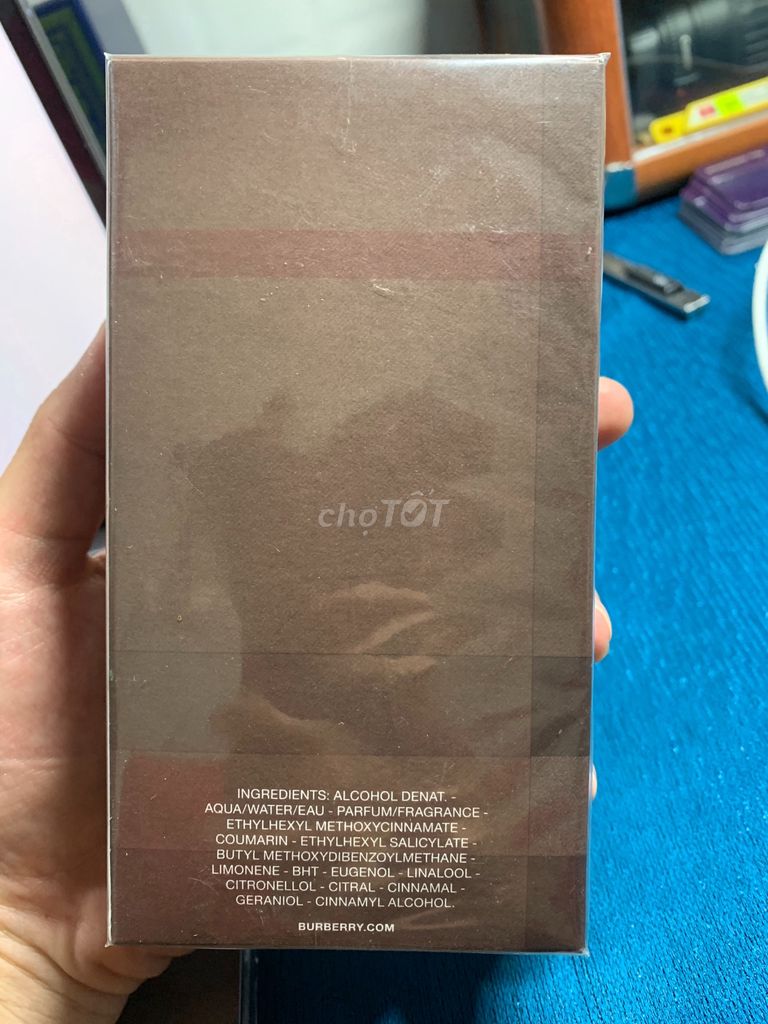 chợTỐT
INGREDIENTS: ALCOHOL DENAT. -
AQUA/WATER/EAU - PARFUM/FRAGRANCE -
ETHYLHEXYL METHOXYCINNAMATE -
COUMARIN - ETHYLHEXYL SALICYLATE -
BUTYL METHOXYDIBENZOYLMETHANE -
LIMONENE - BHT - EUGENOL - LINALOOL -
CITRONELLOL - CITRAL - CINNAMAL -
GERANIOL - CINNAMYL ALCOHOL.
BURBERRY.COM